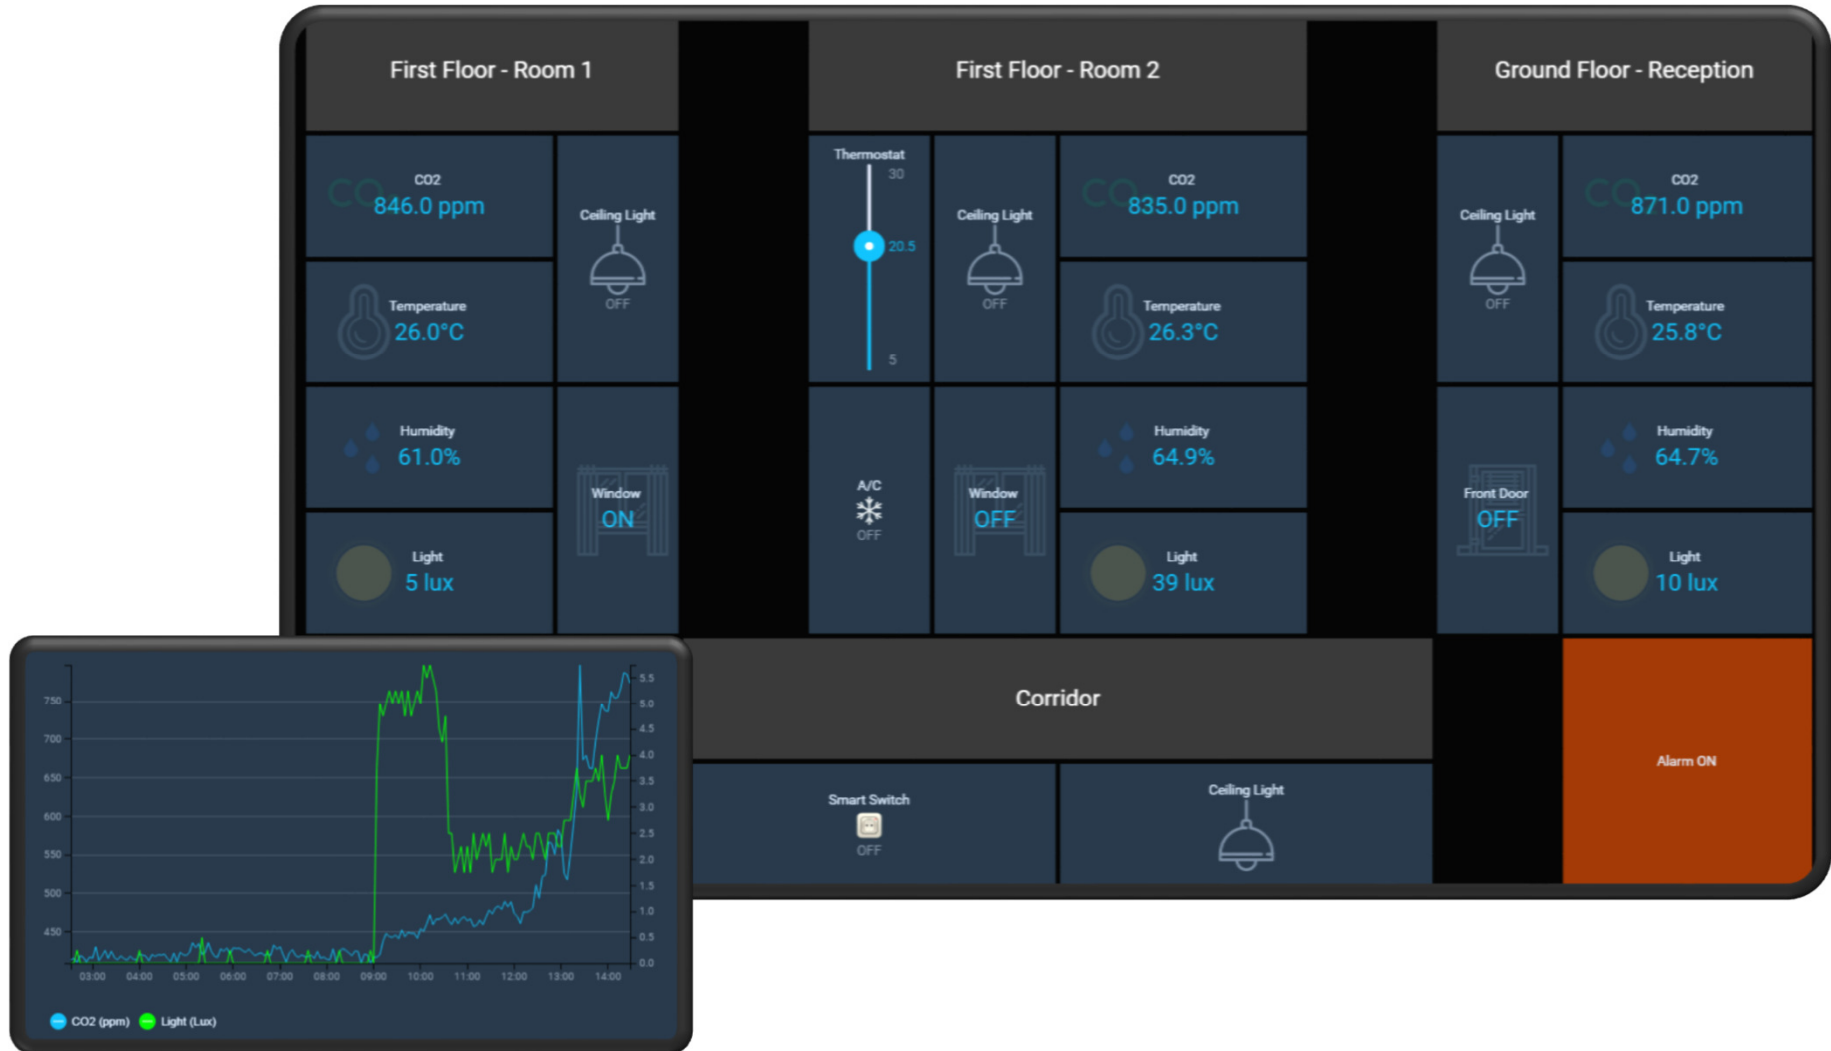 First Floor - Room 1
CO2
846.0 ppm
Ceiling Light
OFF
Temperature
26.0°C
Humidity
61.0%
Window
ON
Light
5 lux
First Floor - Room 2
Thermostat
30
20.5
5
Ceiling Light
OFF
CO2
835.0 ppm
Temperature
26.3°C
A/C
OFF
Window
OFF
Humidity
64.9%
Light
39 lux
Ground Floor - Reception
Ceiling Light
OFF
CO2
871.0 ppm
Temperature
25.8°C
Front Door
OFF
Humidity
64.7%
Light
10 lux
Corridor
Smart Switch
OFF
Ceiling Light
Alarm ON
750
700
650
600
550
500
450
5.5
5.0
4.5
4.0
3.5
3.0
2.5
2.0
1.5
1.0
0.5
0.0
03:00 04:00 05:00 06:00 07:00 08:00 09:00 10:00 11:00 12:00 13:00 14:00
CO2 (ppm) Light (Lux)